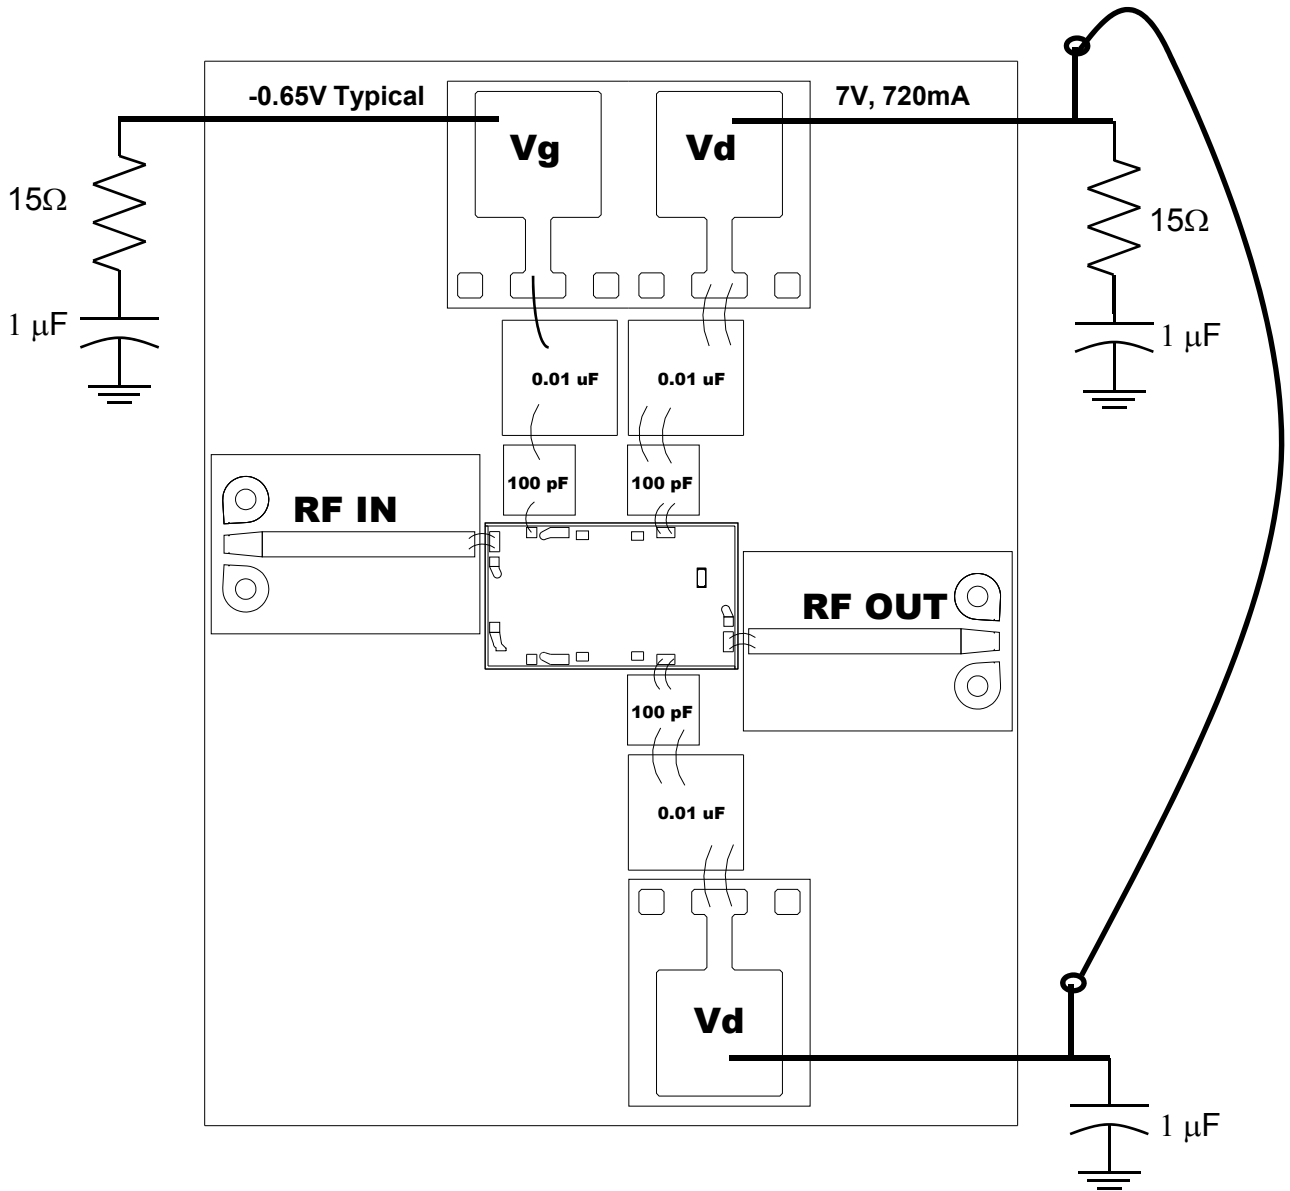 -0.65V Typical
7V, 720mA
Vg
Vd
15Ω
15Ω
1 µF
1 µF
0.01 uF
0.01 uF
100 pF
100 pF
RF IN
RF OUT
100 pF
0.01 uF
Vd
1 µF